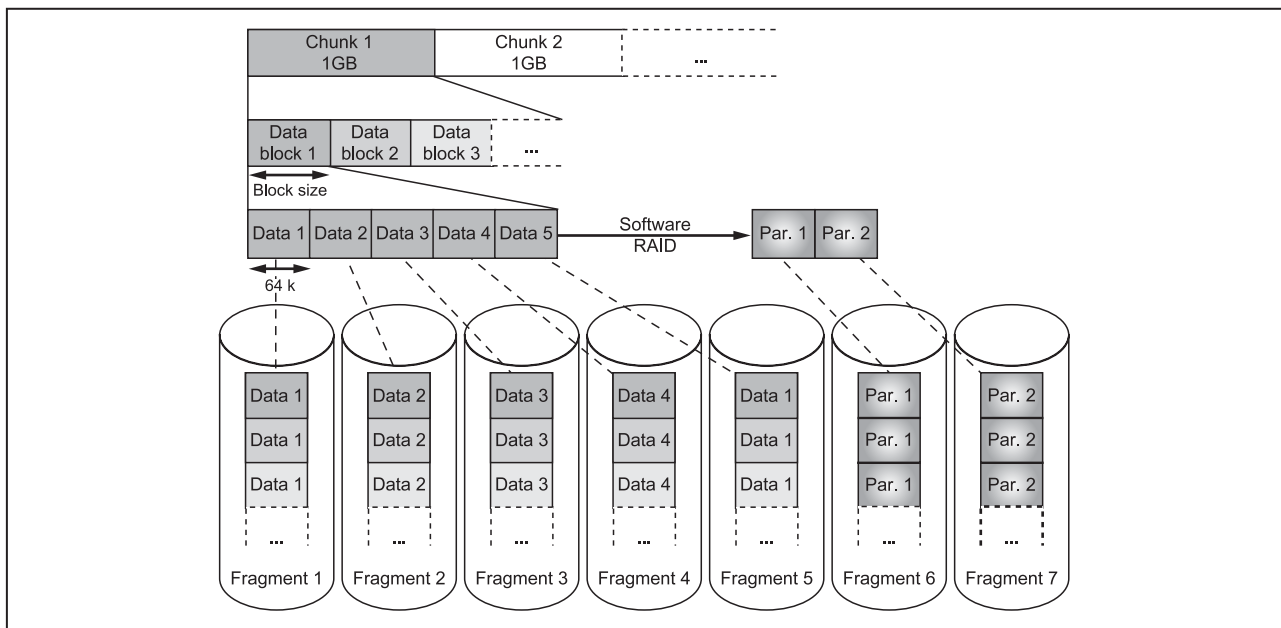 Chunk 1
1GB
Chunk 2
1GB
...
Data
block 1
Data
block 2
Data
block 3
...
Block size
Data 1
Data 2
Data 3
Data 4
Data 5
Software
RAID
Par. 1
Par. 2
64 k
Data 1
Data 2
Data 3
Data 4
Data 1
Par. 1
Par. 2
Data 1
Data 2
Data 3
Data 4
Data 1
Par. 1
Par. 2
Data 1
Data 2
Data 3
Data 4
Data 1
Par. 1
Par. 2
...
...
...
...
...
...
...
Fragment 1
Fragment 2
Fragment 3
Fragment 4
Fragment 5
Fragment 6
Fragment 7